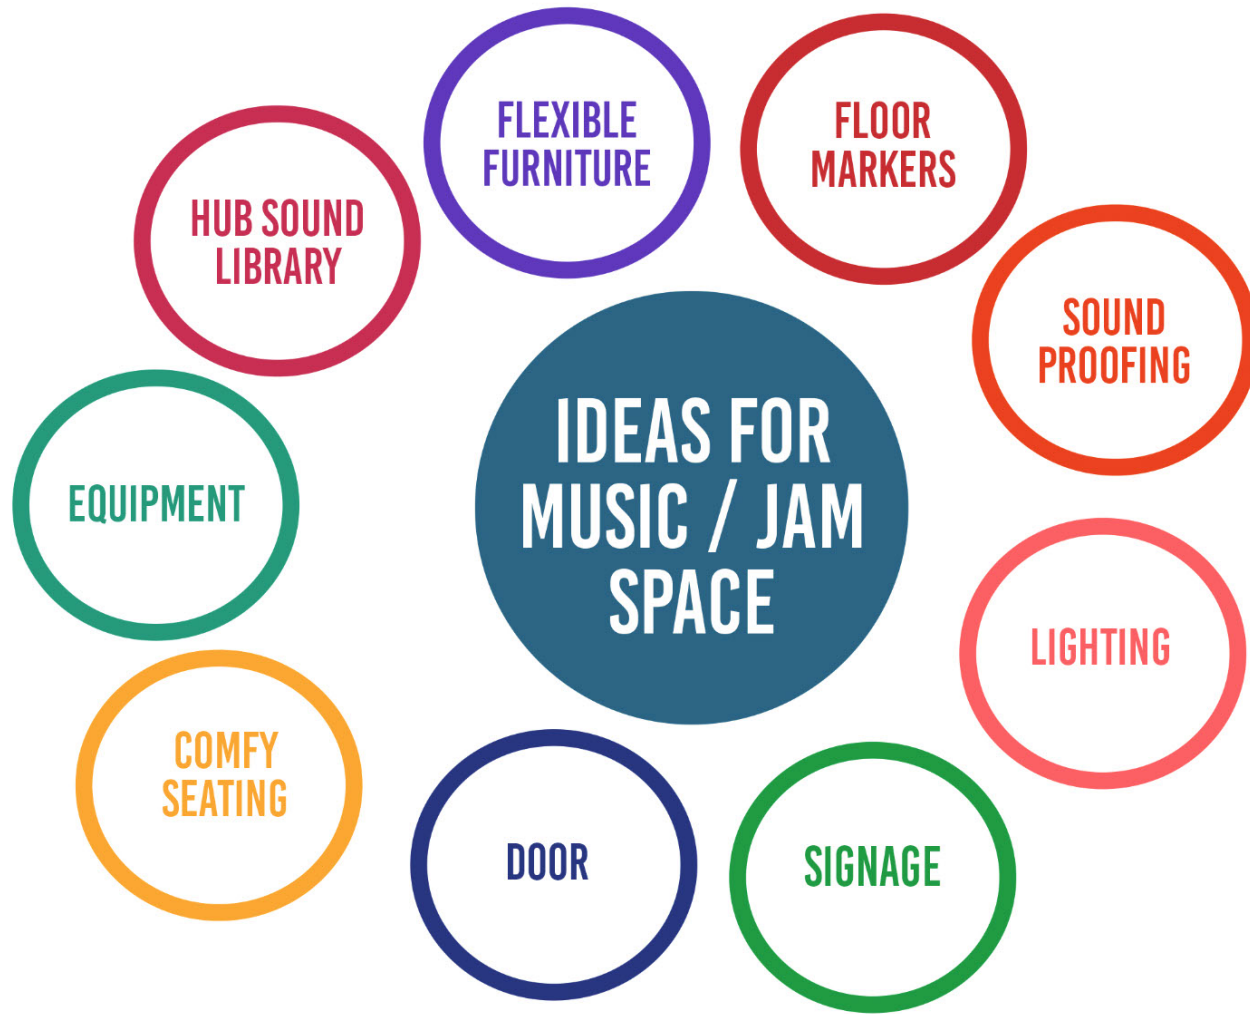 FLEXIBLE
FURNITURE
FLOOR
MARKERS
HUB SOUND
LIBRARY
SOUND
PROOFING
IDEAS FOR
MUSIC / JAM
SPACE
EQUIPMENT
LIGHTING
COMFY
SEATING
DOOR
SIGNAGE